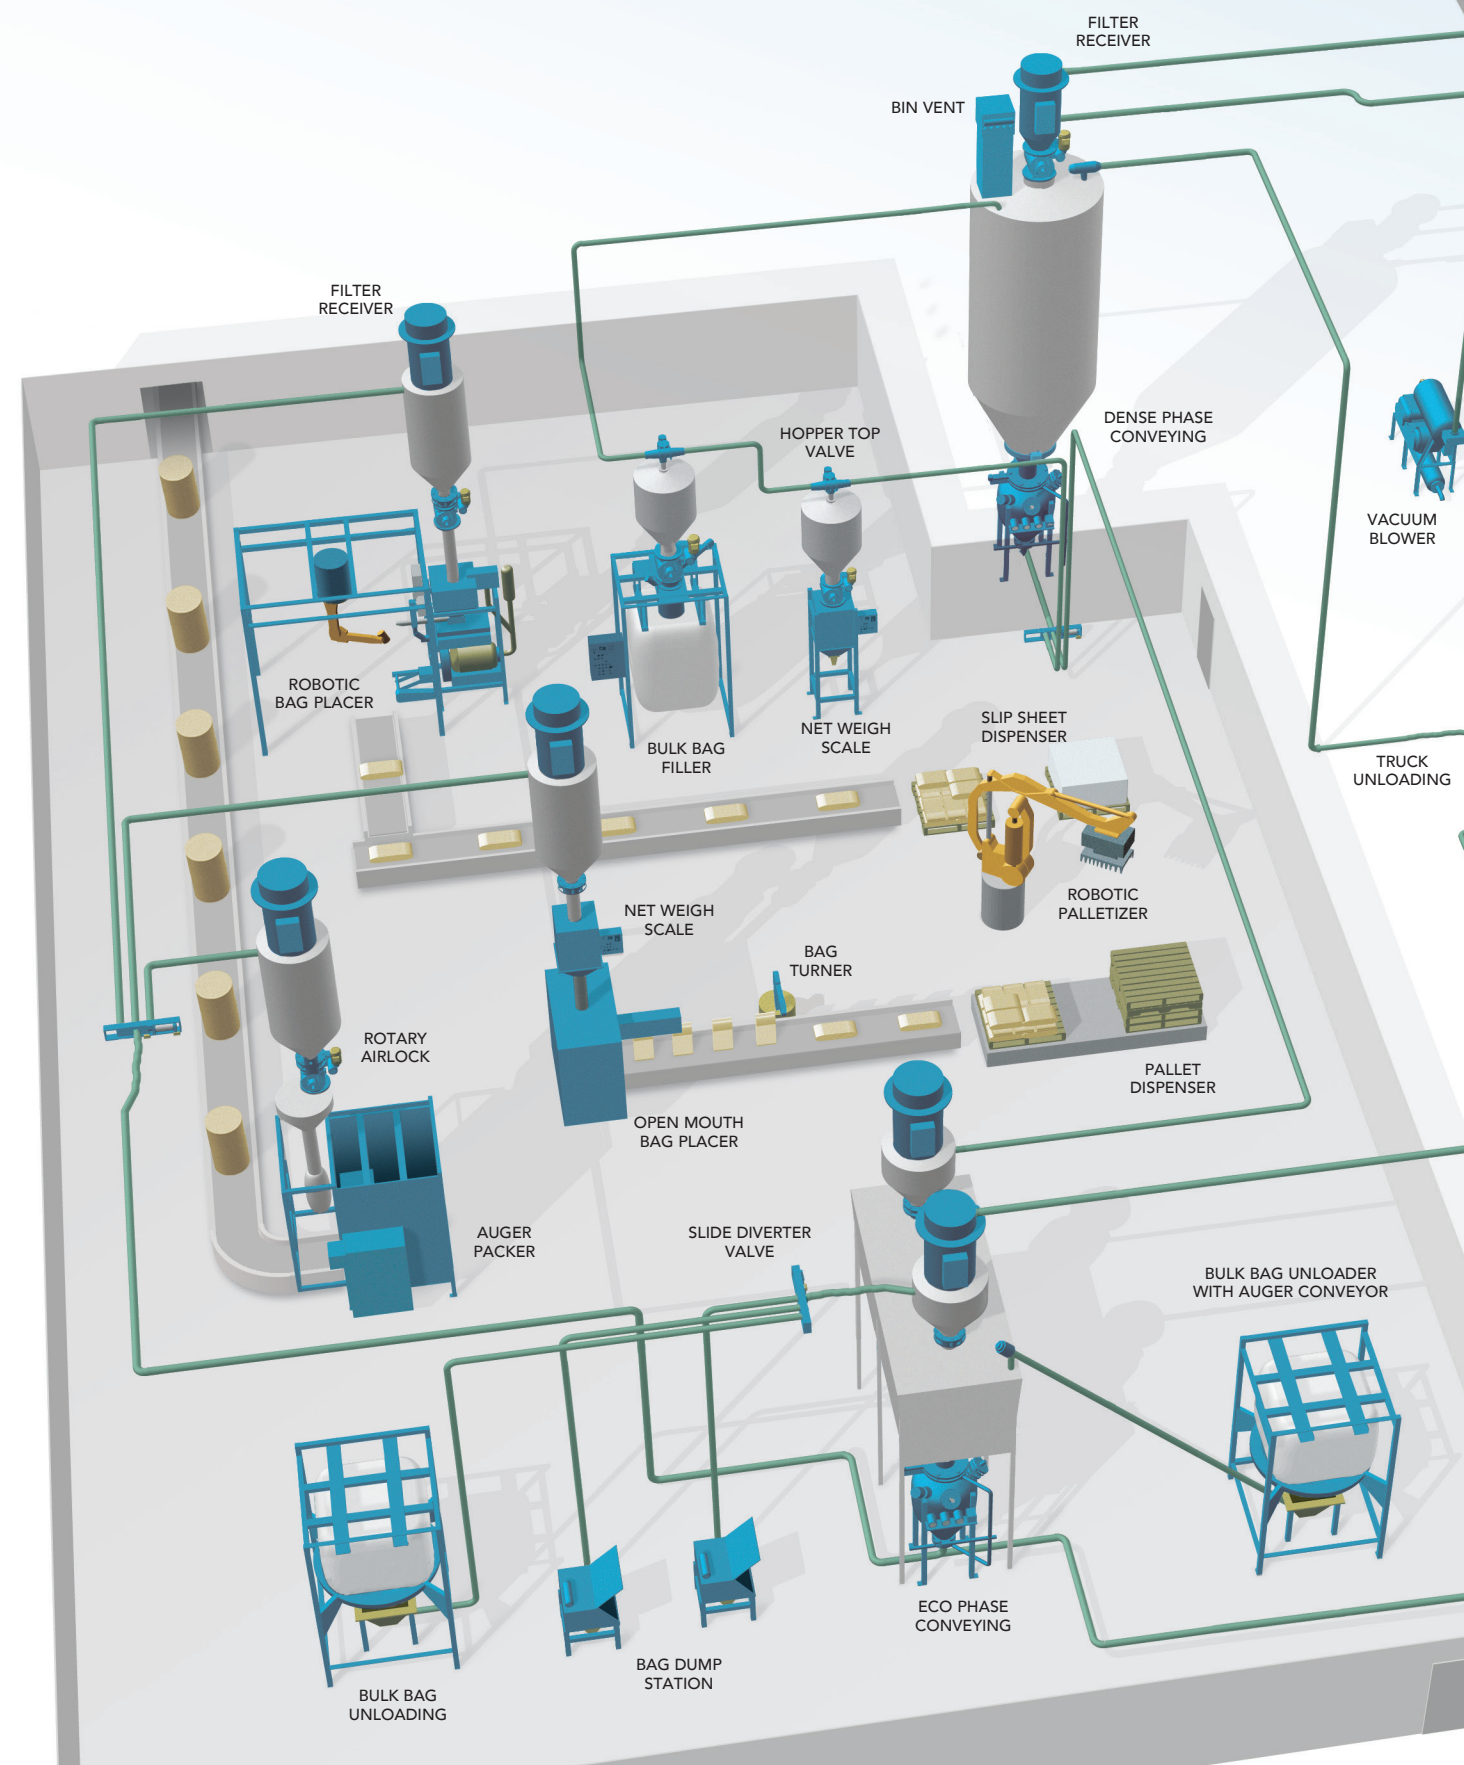 FILTER
RECEIVER
BIN VENT
FILTER
RECEIVER
DENSE PHASE
CONVEYING
HOPPER TOP
VALVE
VACUUM
BLOWER
ROBOTIC
BAG PLACER
BULK BAG
FILLER
NET WEIGH
SCALE
SLIP SHEET
DISPENSER
TRUCK
UNLOADING
ROBOTIC
PALLETIZER
NET WEIGH
SCALE
BAG
TURNER
ROTARY
AIRLOCK
PALLET
DISPENSER
OPEN MOUTH
BAG PLACER
AUGER
PACKER
SLIDE DIVERTER
VALVE
BULK BAG UNLOADER
WITH AUGER CONVEYOR
ECO PHASE
CONVEYING
BAG DUMP
STATION
BULK BAG
UNLOADING